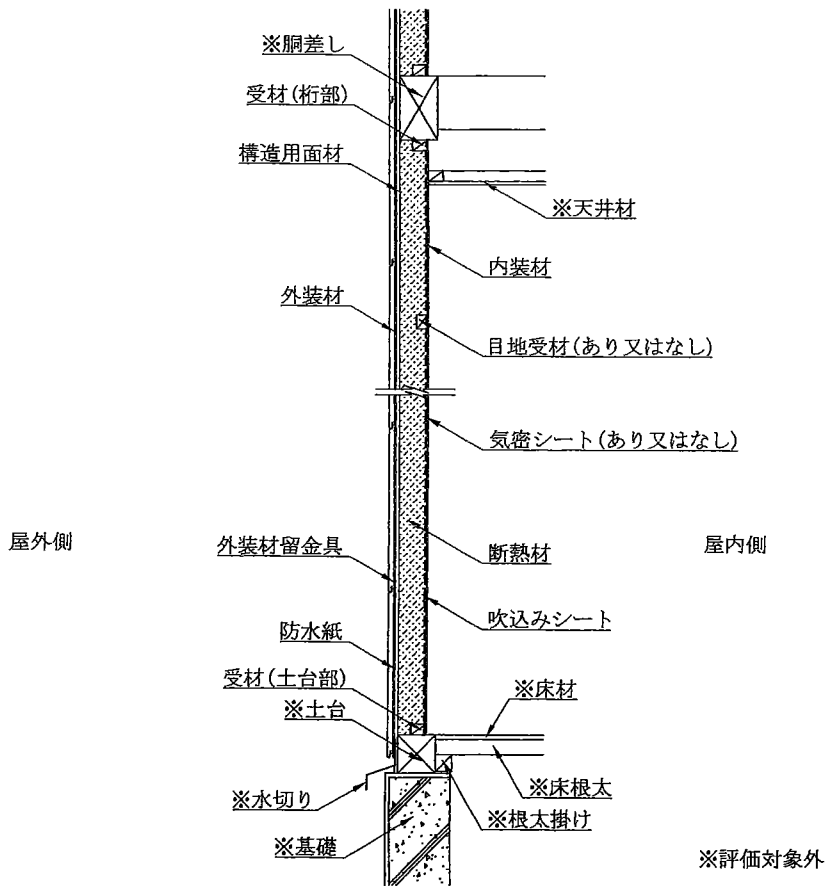 ※胴差し
受材(桁部)
構造用面材
※天井材
内装材
外装材
目地受材(あり又はなし)
気密シート(あり又はなし)
屋外側
外装材留金具
断熱材
屋内側
吹込みシート
防水紙
受材(土台部)
※床材
※土台
※床根太
※水切り
※根太掛け
※基礎
※評価対象外